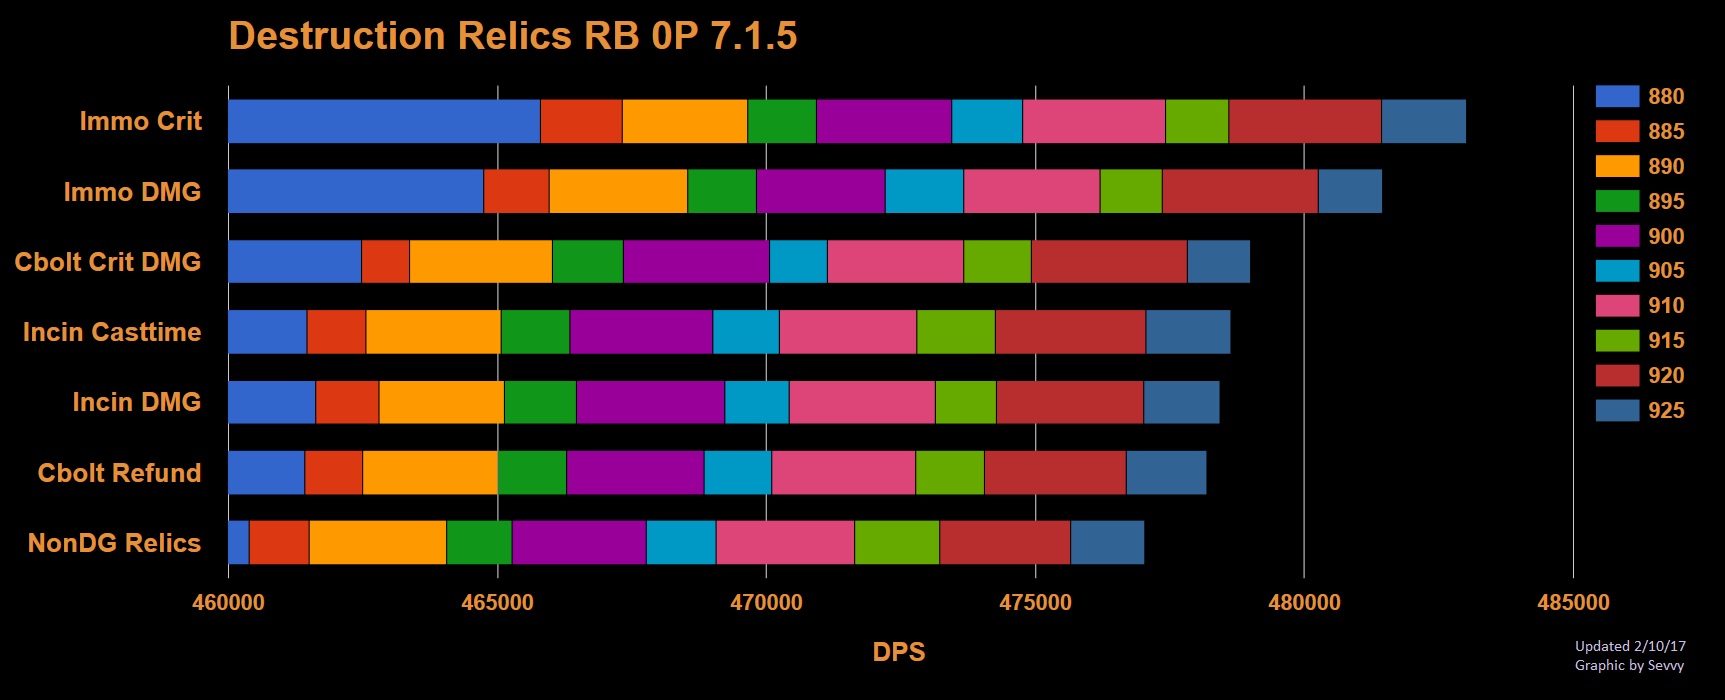 Destruction Relics RB 0P 7.1.5
Immo Crit
Immo DMG
Cbolt Crit DMG
Incin Casttime
Incin DMG
Cbolt Refund
NonDG Relics
460000 465000 470000 475000 480000 485000
DPS
880
885
890
895
900
905
910
915
920
925
Updated 2/10/17
Graphic by Sevvy